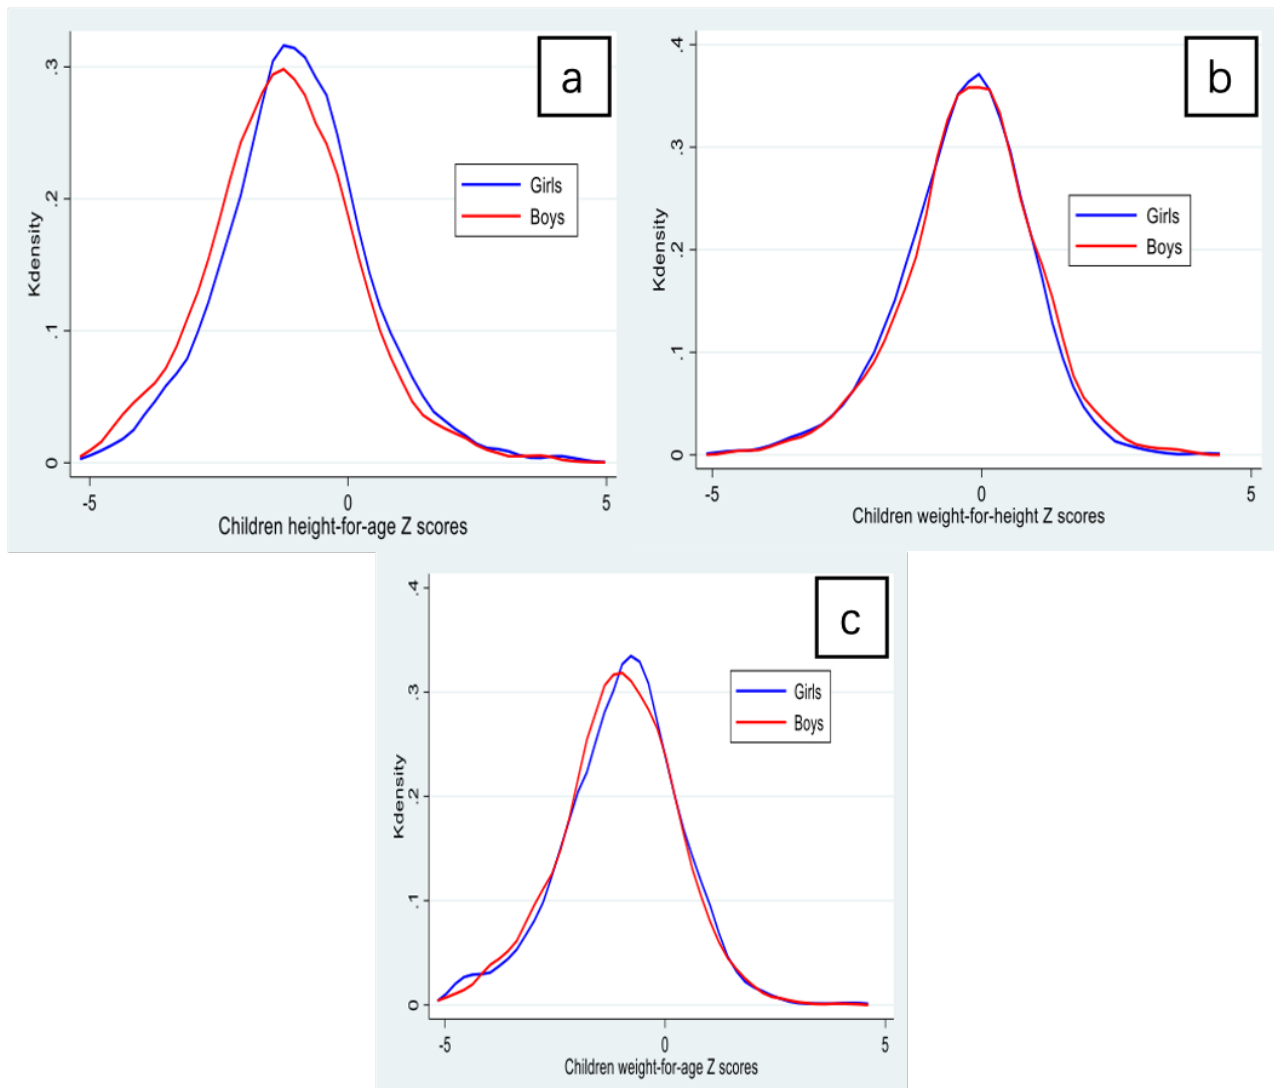 a
.3
.2
.1
0
Kdensity
Girls
Boys
-5
0
5
Children height-for-age Z scores
b
.4
.3
.2
.1
0
Kdensity
Girls
Boys
-5
0
5
Children weight-for-height Z scores
c
.4
.3
.2
.1
0
Kdensity
Girls
Boys
-5
0
5
Children weight-for-age Z scores